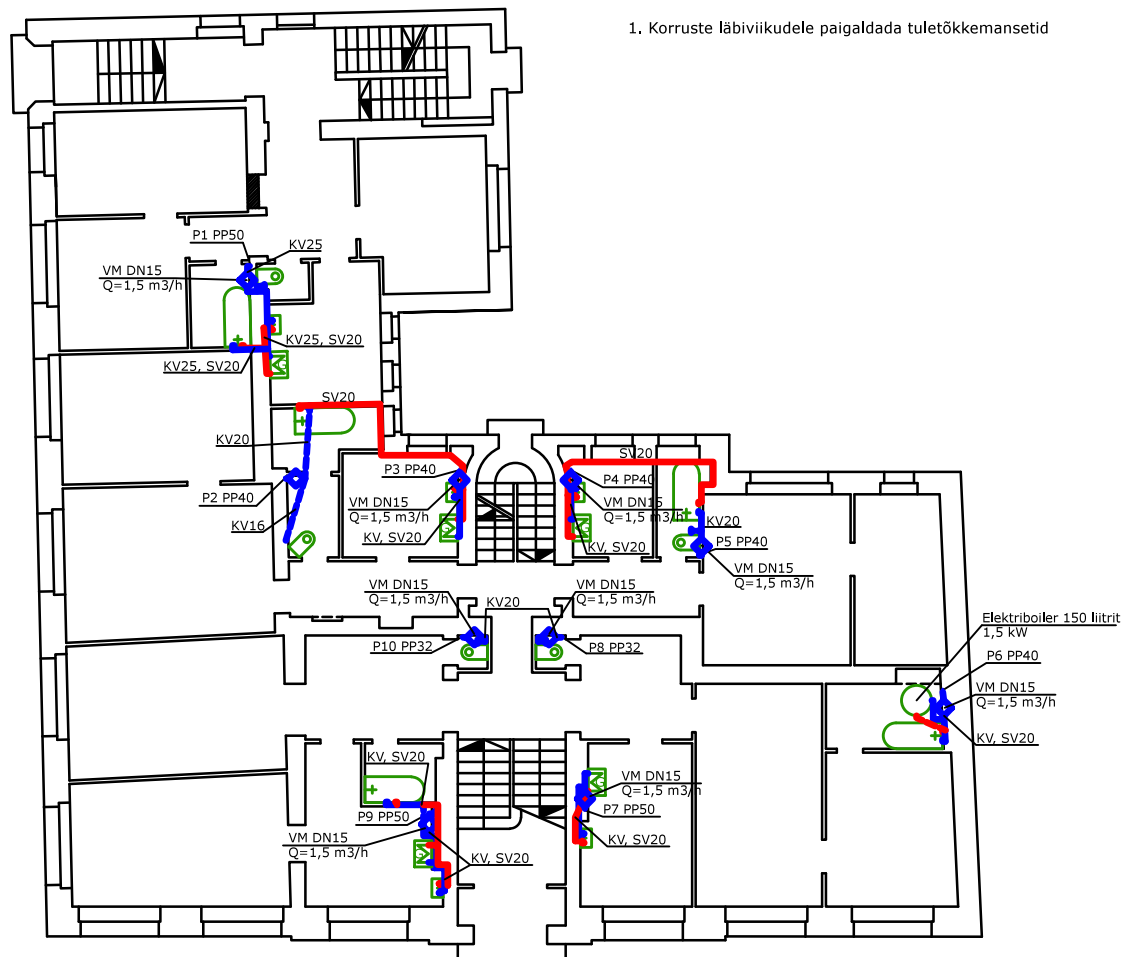 1. Korruste läbiviikudele paigaldada tuletõkkemansetid
P1 PP50
KV25
VM DN15
Q=1,5 m3/h
KV25, SV20
KV25, SV20
G
SV20
KV20
P2 PP40
KV16
P3 PP40
VM DN15
Q=1,5 m3/h
KV, SV20
G
SV20
P4 PP40
VM DN15
Q=1,5 m3/h
KV, SV20
G
KV20
P5 PP40
VM DN15
Q=1,5 m3/h
VM DN15
Q=1,5 m3/h
KV20
VM DN15
Q=1,5 m3/h
P10 PP32
P8 PP32
Elektriboiler 150 liitrit
1,5 kW
P6 PP40
VM DN15
Q=1,5 m3/h
KV, SV20
KV, SV20
P9 PP50
VM DN15
Q=1,5 m3/h
G
KV, SV20
G
VM DN15
Q=1,5 m3/h
P7 PP50
KV, SV20